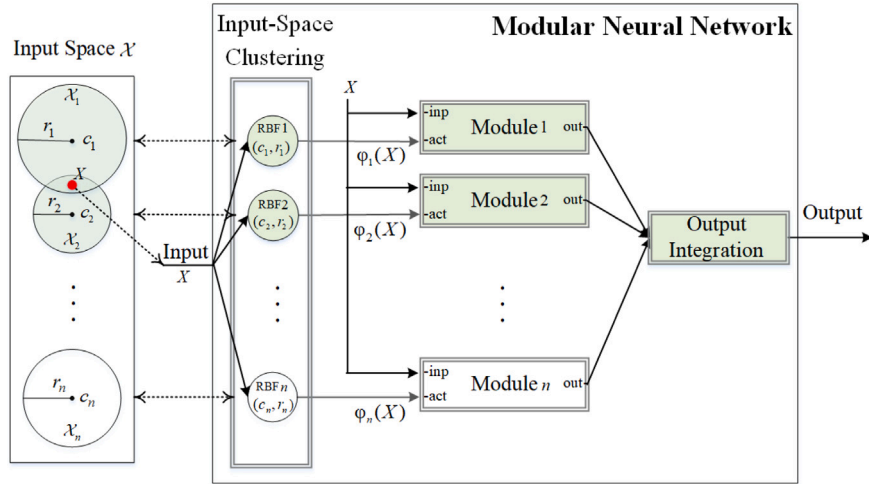 Modular Neural Network
Input-Space
Clustering
Input Space 𝒳
𝒳₁
r₁
c₁
X
r₂
c₂
𝒳₂
rₙ
cₙ
𝒳ₙ
Input
X
RBF1
(c₁, r₁)
RBF2
(c₂, r₂)
RBFn
(cₙ, rₙ)
φ₁(X)
φ₂(X)
φₙ(X)
X
-inp
Module 1 out
-act
-inp
Module 2 out
-act
-inp
Module n out
-act
Output
Integration
Output